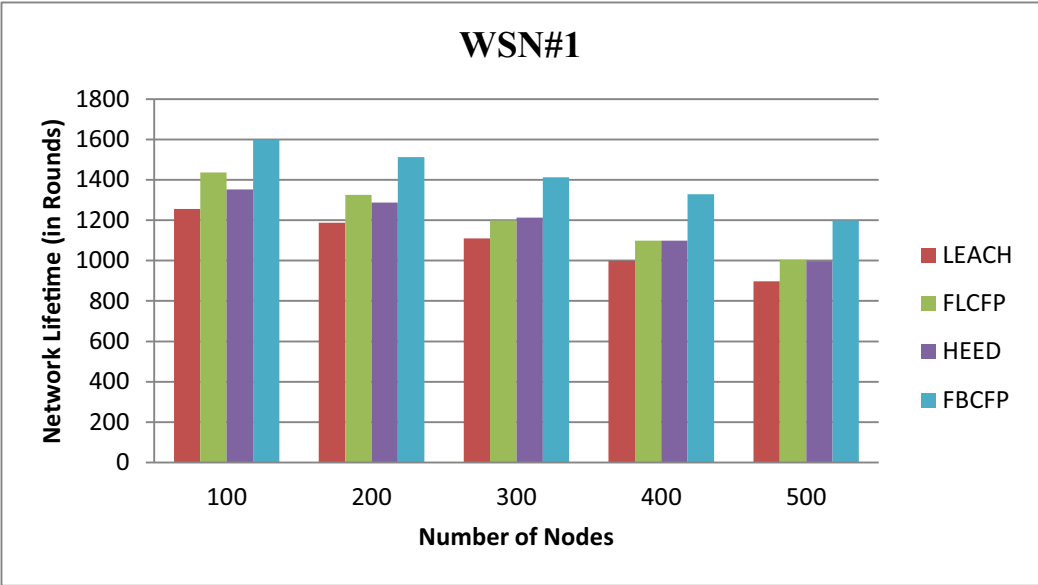 WSN#1
Network Lifetime (in Rounds)
1800
1600
1400
1200
1000
800
600
400
200
0
100 200 300 400 500
Number of Nodes
LEACH
FLCFP
HEED
FBCFP